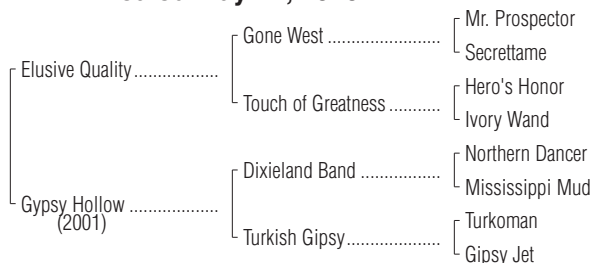 Gone West
Mr. Prospector
Secrettame
Elusive Quality
Touch of Greatness
Hero's Honor
Ivory Wand
Dixieland Band
Northern Dancer
Mississippi Mud
Gypsy Hollow
(2001)
Turkish Gipsy
Turkoman
Gipsy Jet